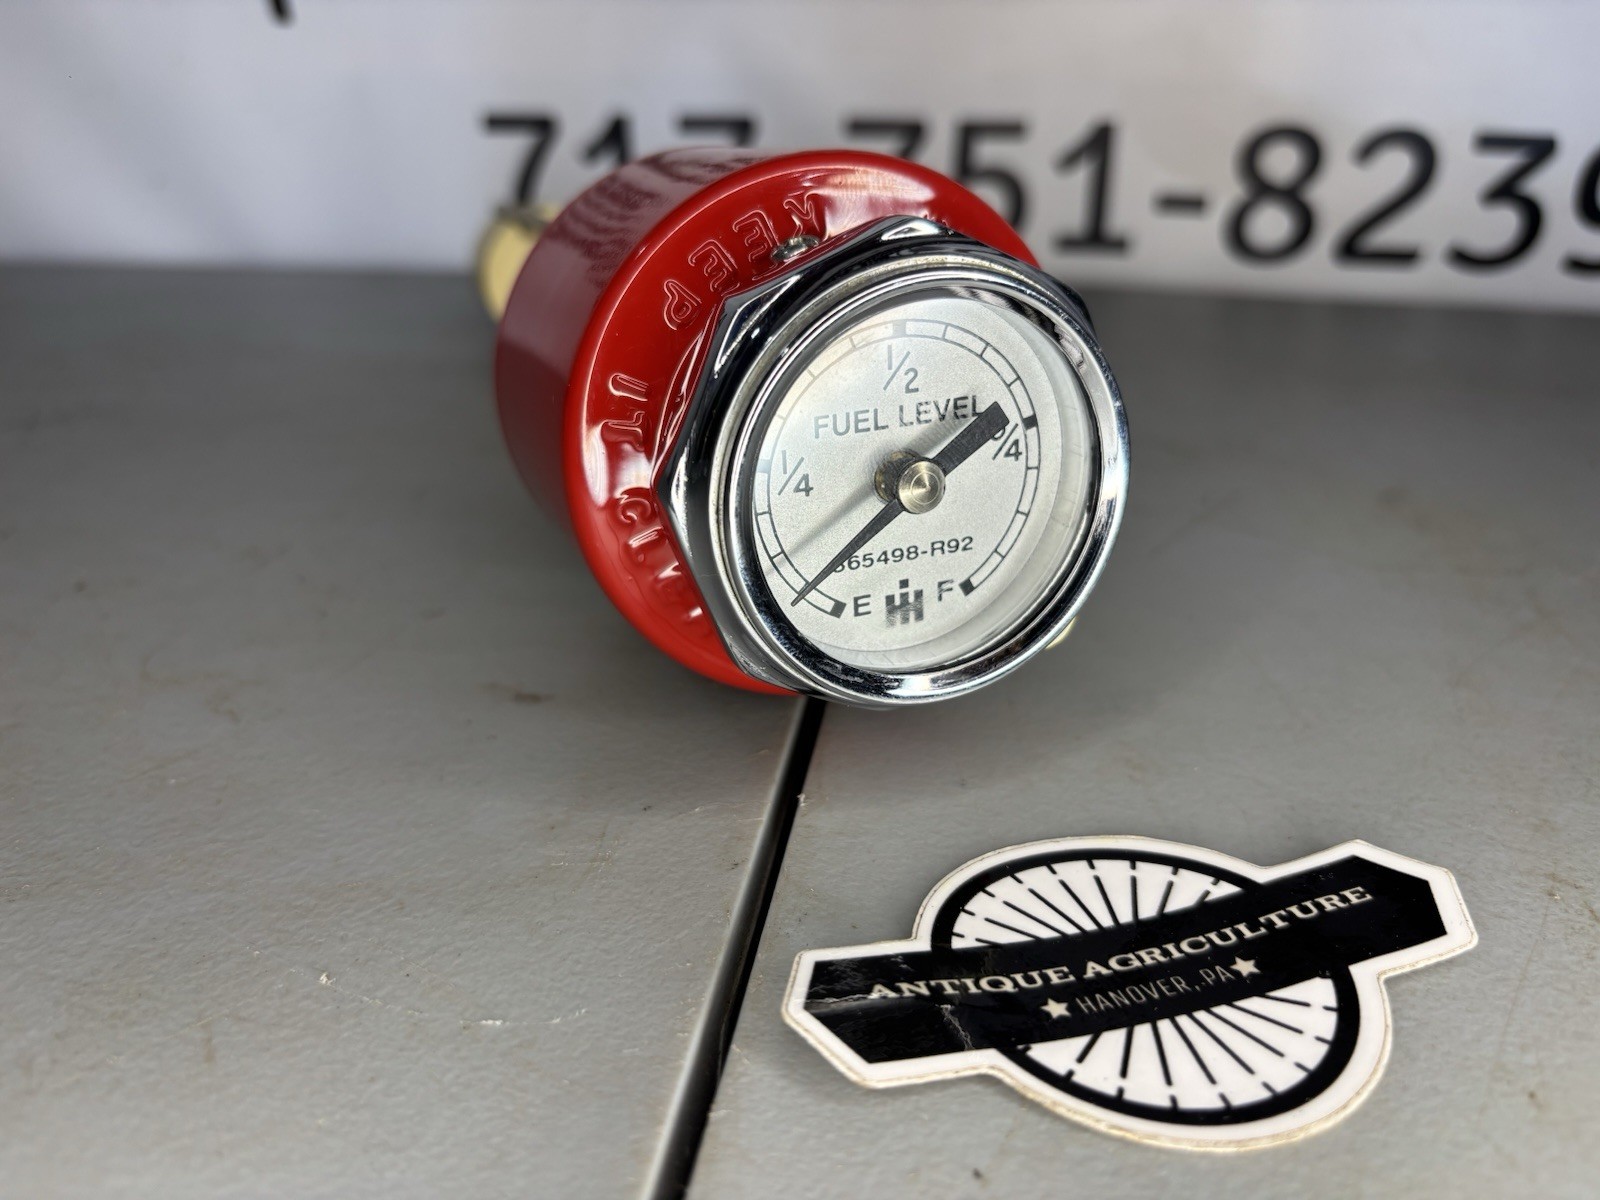 717-751-8239
KEEP
IT
CLEAN
1/2
FUEL LEVEL
1/4
3/4
365498-R92
E IH F
ANTIQUE AGRICULTURE
★ HANOVER, PA ★